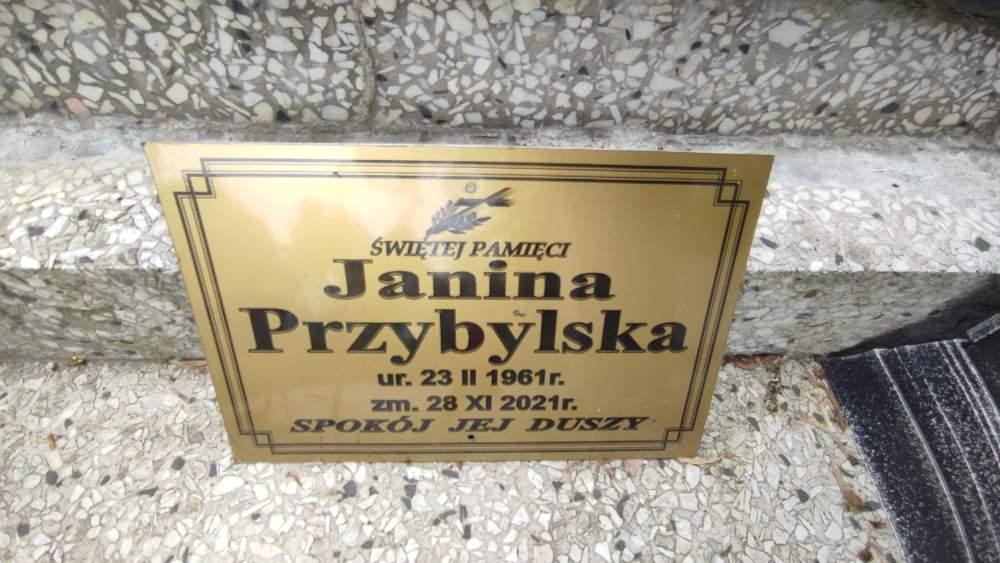 ŚWIĘTEJ PAMIĘCI
Janina
Przybylska
ur. 23 II 1961r.
zm. 28 XI 2021r.
SPOKÓJ JEJ DUSZY